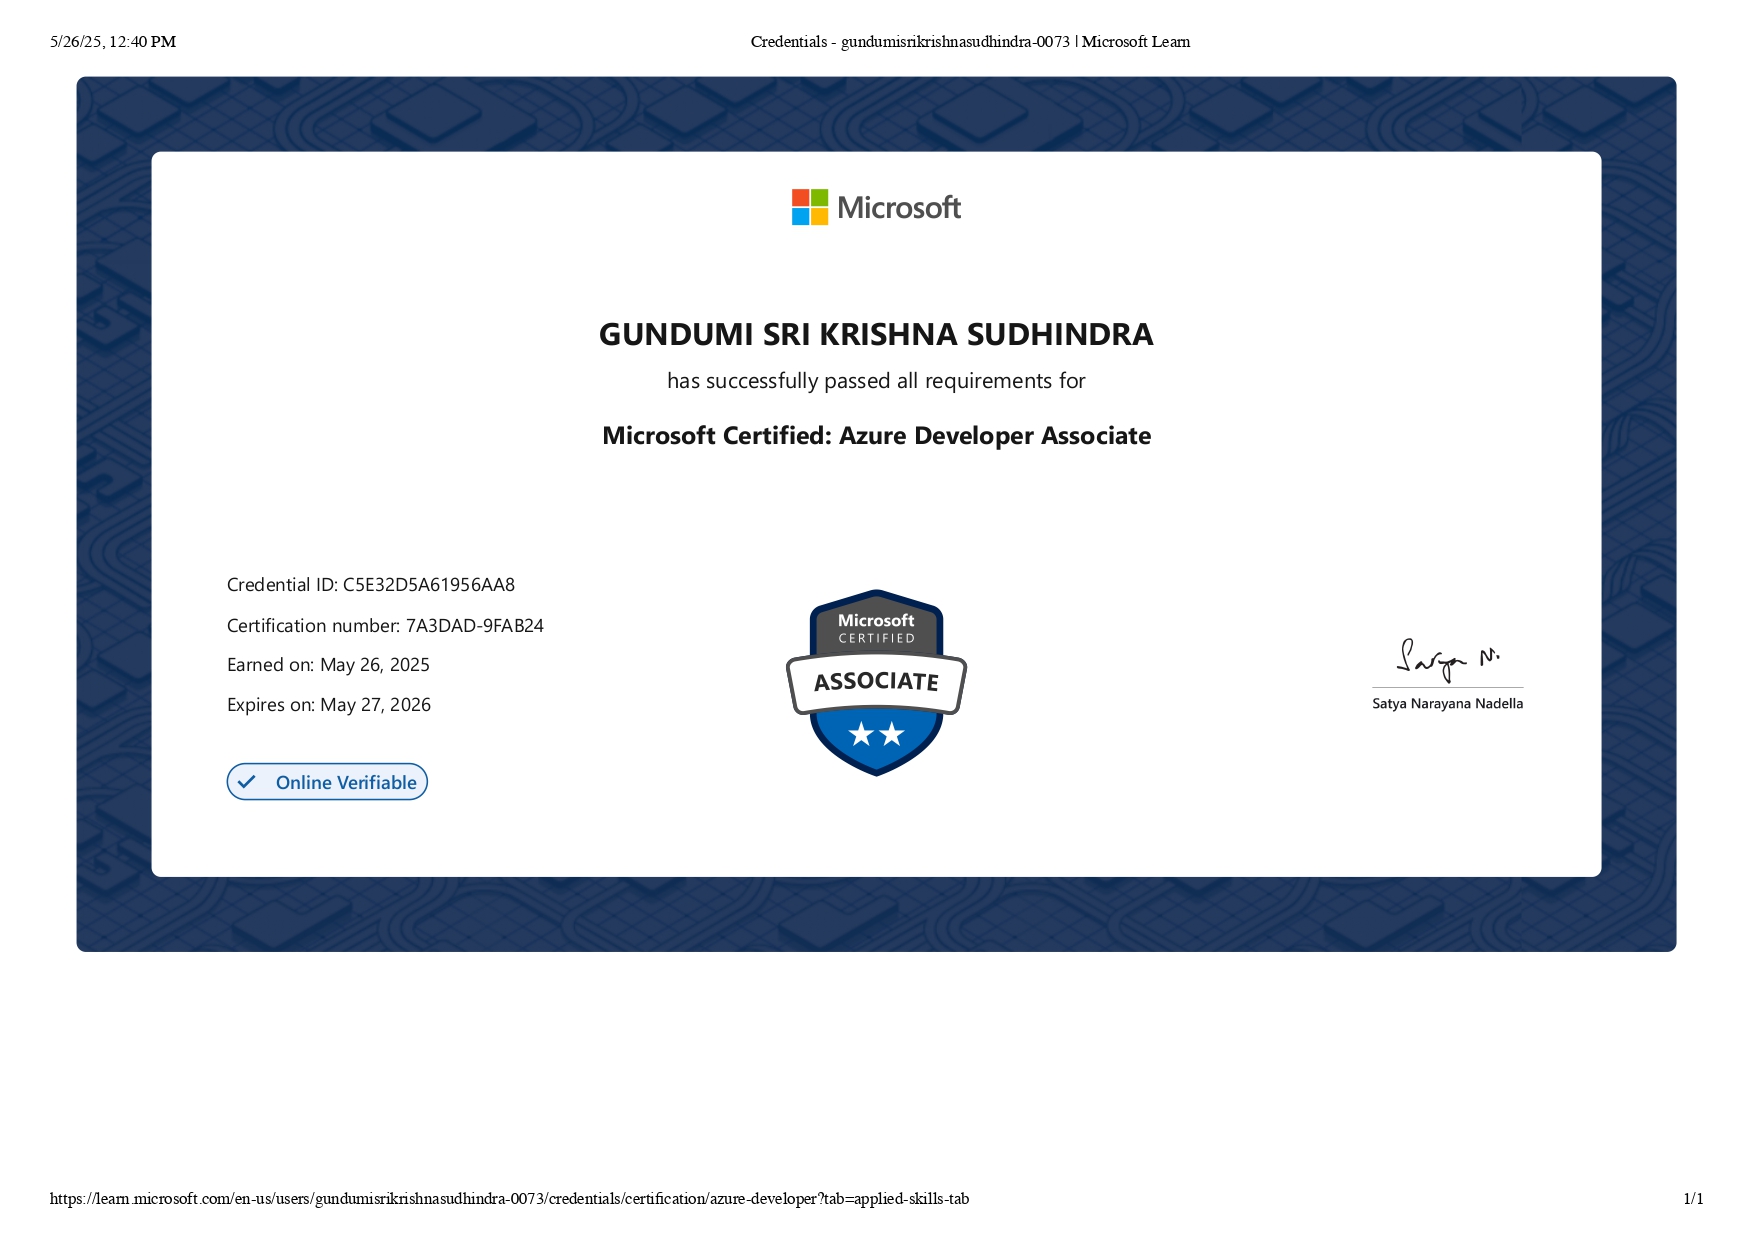 5/26/25, 12:40 PM
Credentials - gundumisrikrishnasudhindra-0073 | Microsoft Learn
Microsoft
GUNDUMI SRI KRISHNA SUDHINDRA
has successfully passed all requirements for
Microsoft Certified: Azure Developer Associate
Credential ID: C5E32D5A61956AA8
Certification number: 7A3DAD-9FAB24
Earned on: May 26, 2025
Expires on: May 27, 2026
Online Verifiable
Microsoft
CERTIFIED
ASSOCIATE
Satya N.
Satya Narayana Nadella
https://learn.microsoft.com/en-us/users/gundumisrikrishnasudhindra-0073/credentials/certification/azure-developer?tab=applied-skills-tab
1/1